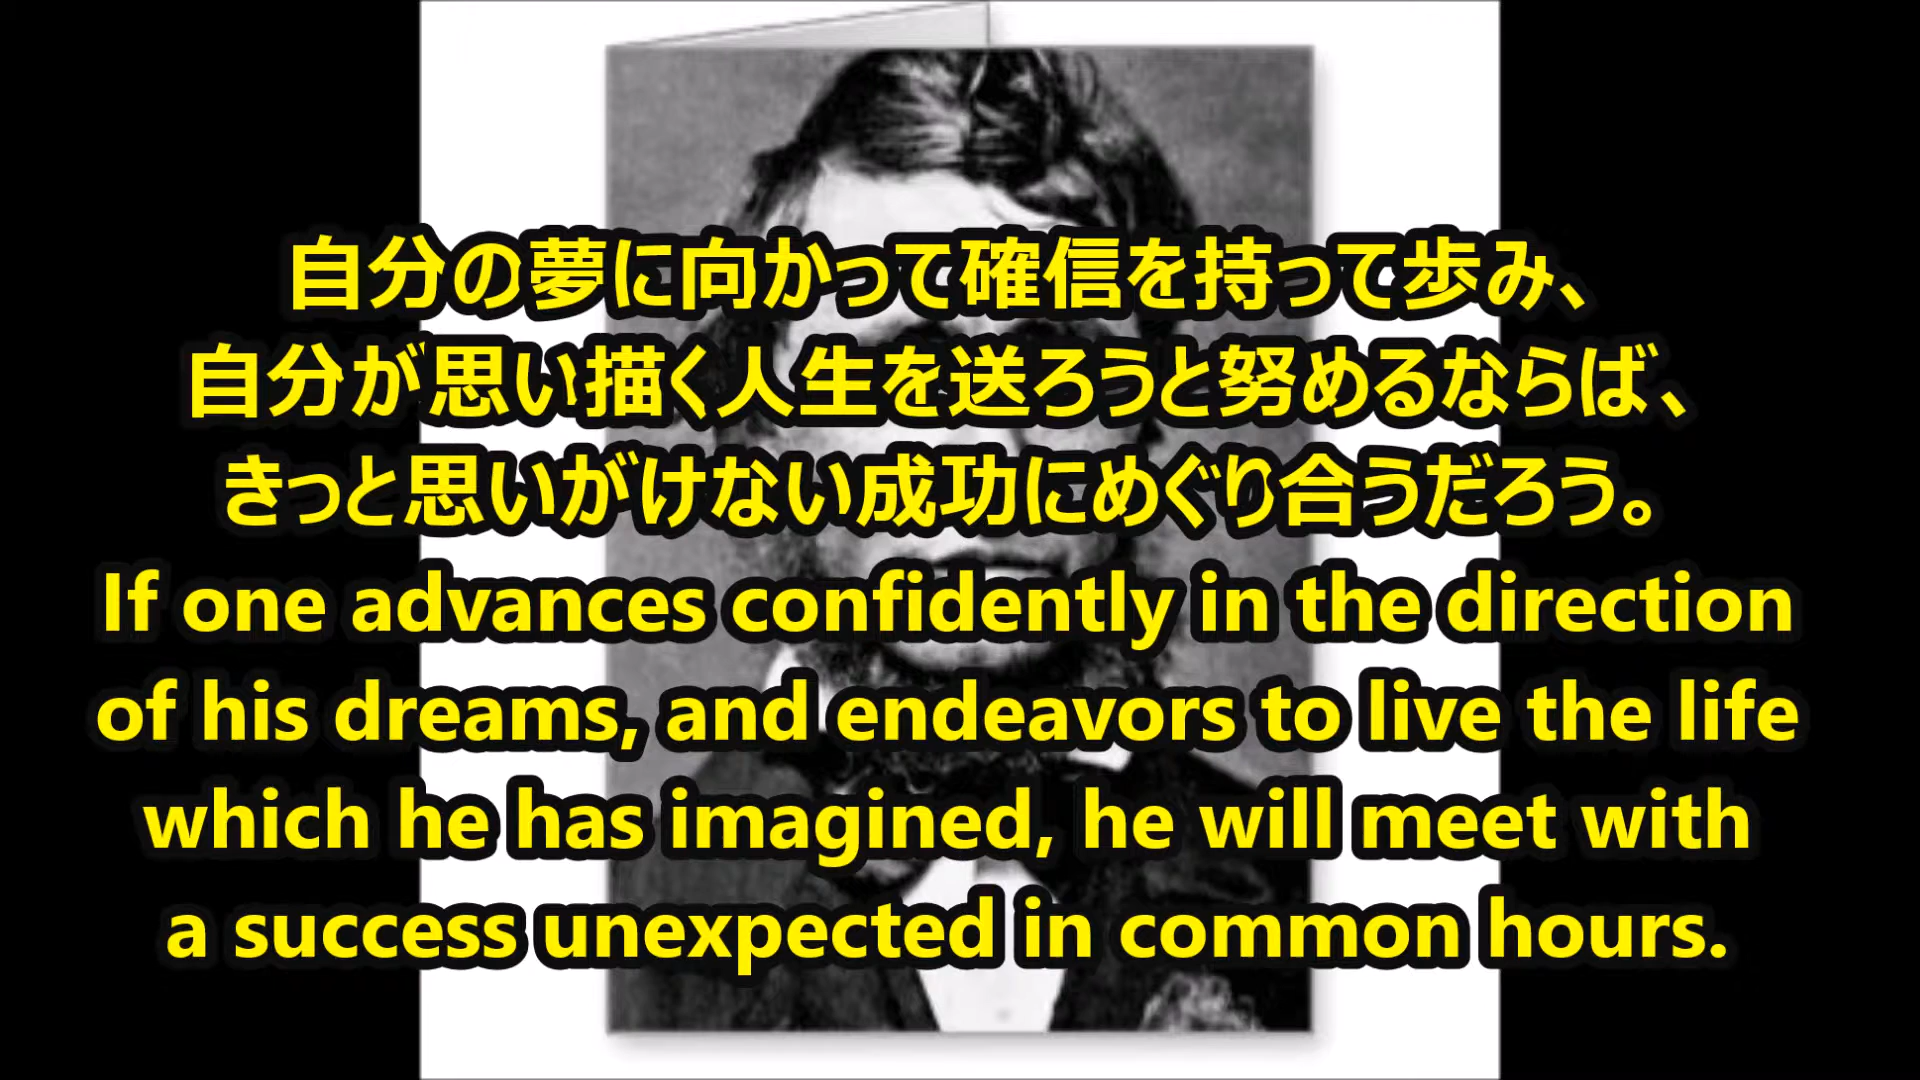 自分の夢に向かって確信を持って歩み、
自分が思い描く人生を送ろうと努めるならば、
きっと思いがけない成功にめぐり合うだろう。
If one advances confidently in the direction
of his dreams, and endeavors to live the life
which he has imagined, he will meet with
a success unexpected in common hours.